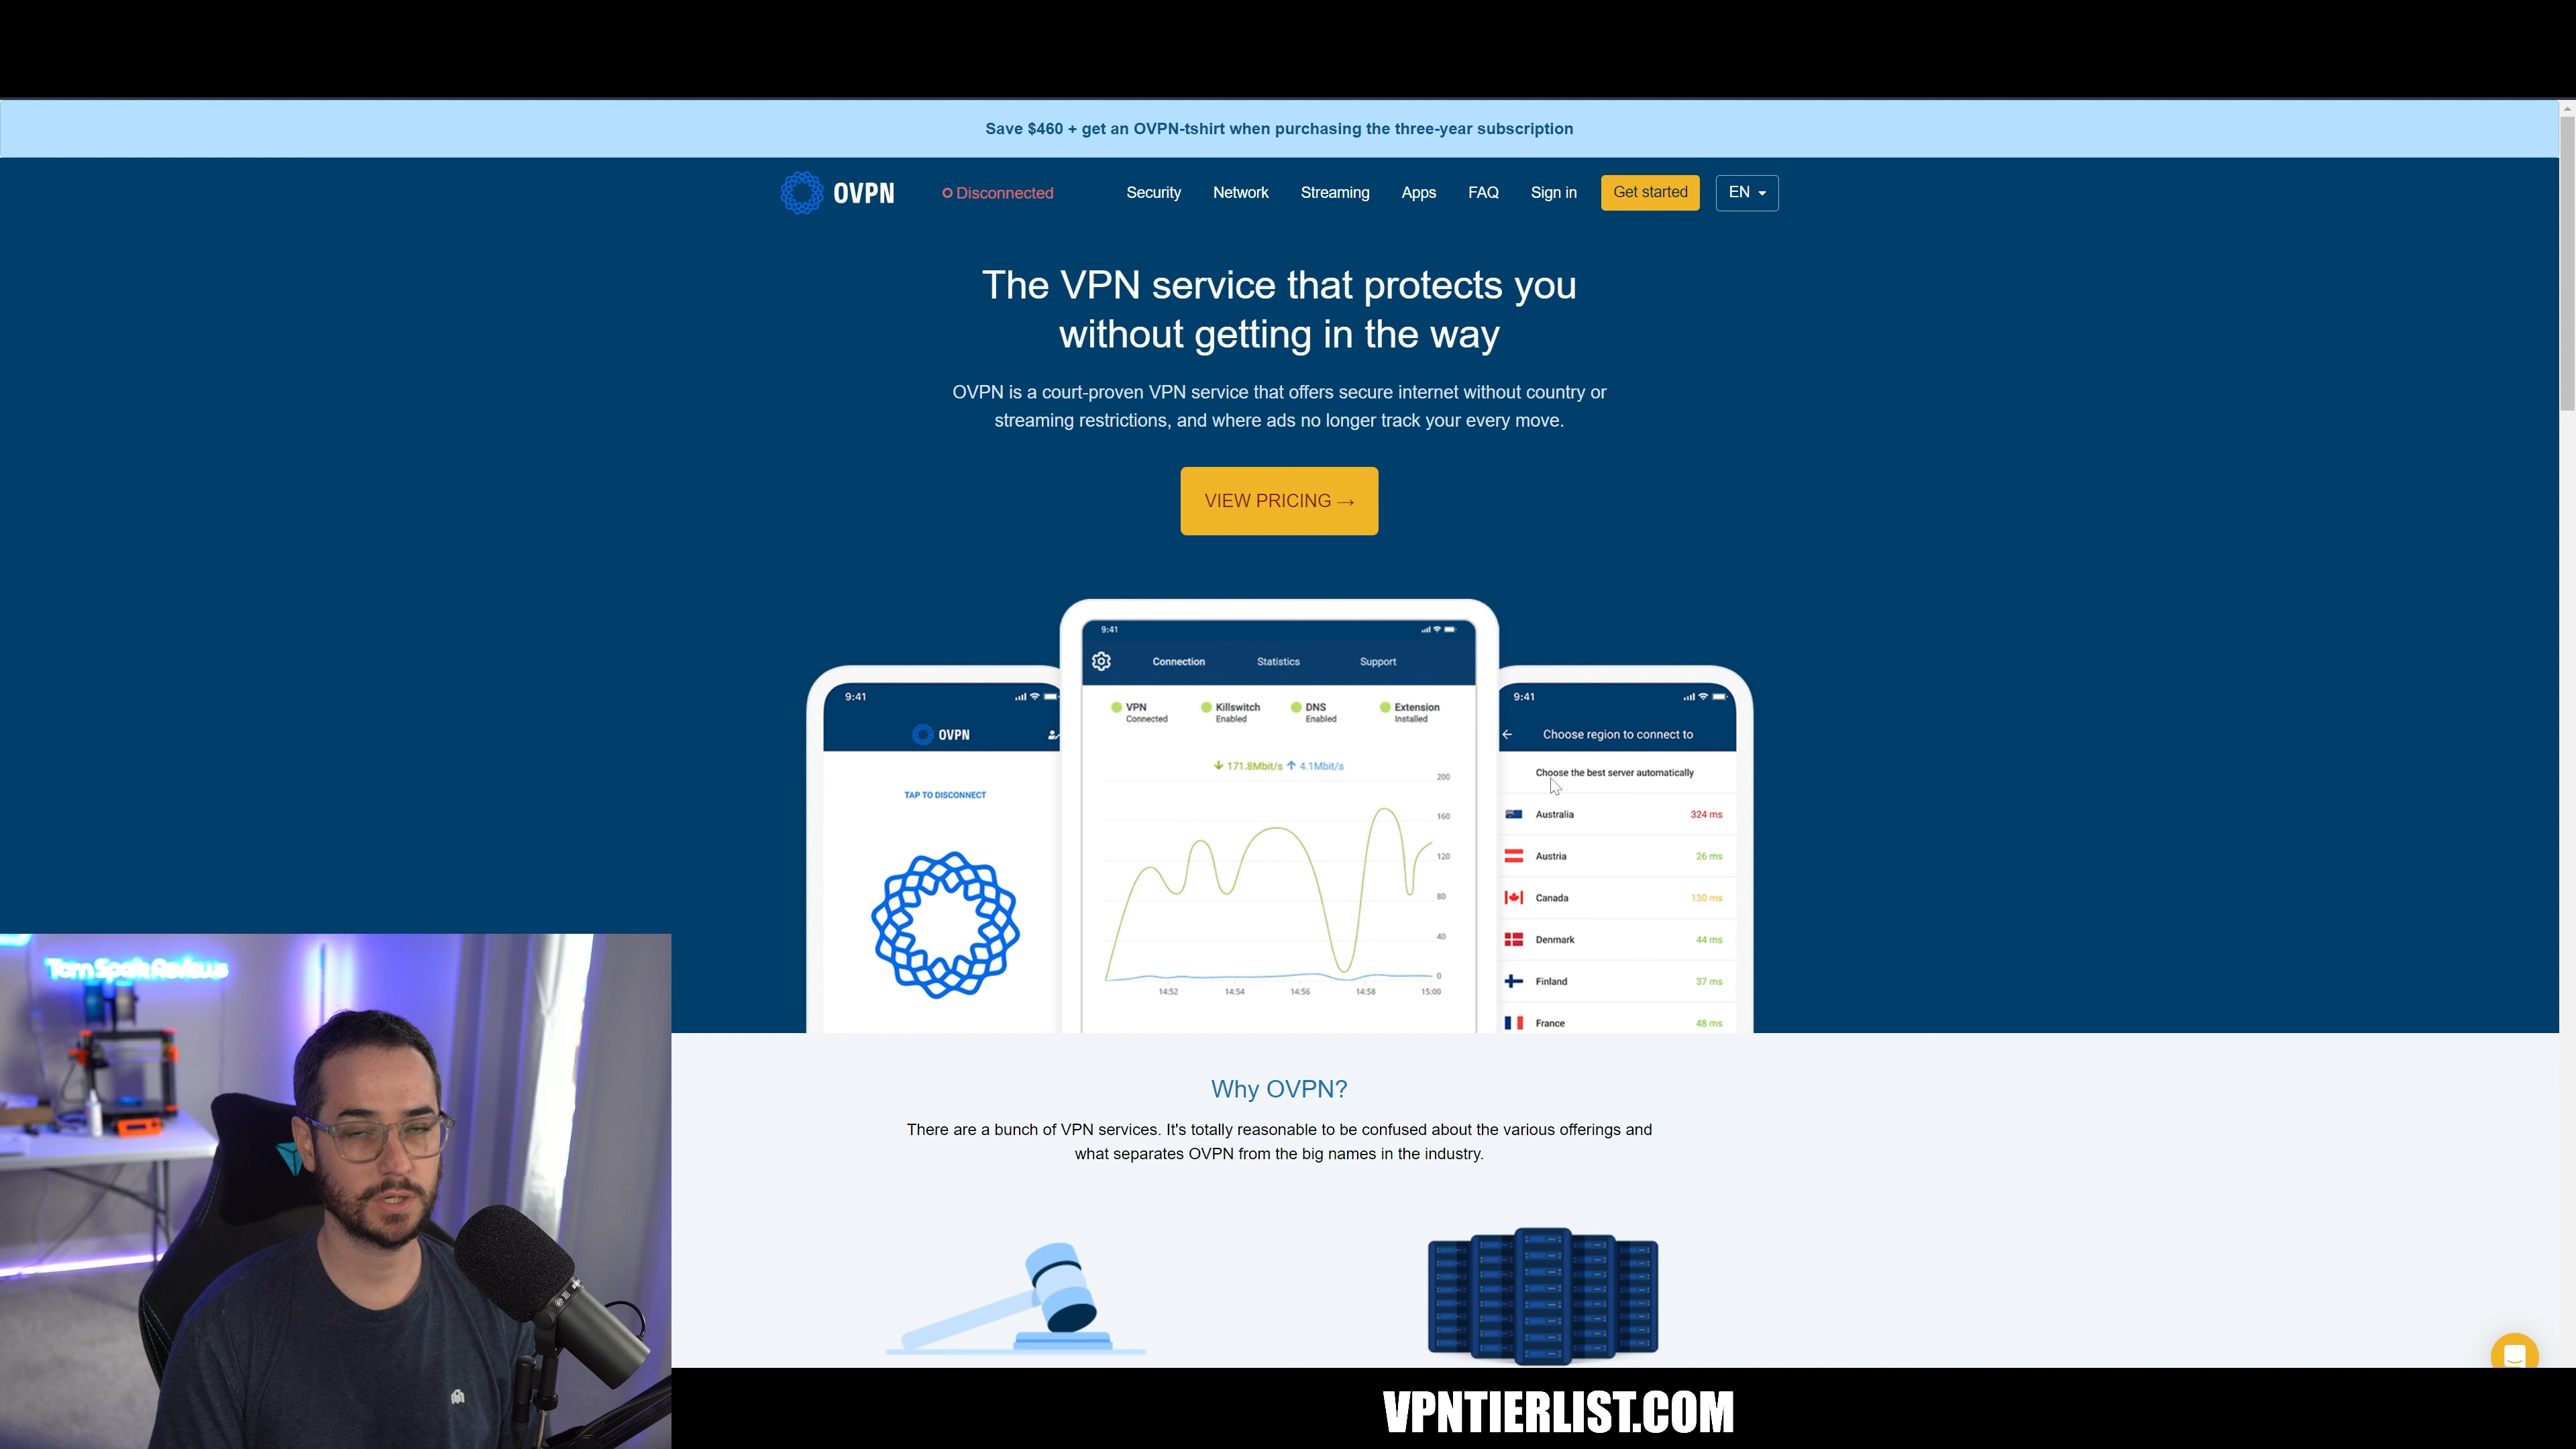 Save $460 + get an OVPN-tshirt when purchasing the three-year subscription
OVPN
Disconnected
Security
Network
Streaming
Apps
FAQ
Sign in
Get started
EN
The VPN service that protects you
without getting in the way
OVPN is a court-proven VPN service that offers secure internet without country or
streaming restrictions, and where ads no longer track your every move.
VIEW PRICING →
9:41
OVPN
TAP TO DISCONNECT
9:41
Connection
Statistics
Support
VPN
Connected
Killswitch
Enabled
DNS
Enabled
Extension
Installed
171.8Mbit/s
4.1Mbit/s
200
160
120
80
40
0
14:52
14:54
14:56
14:58
15:00
9:41
Choose region to connect to
Choose the best server automatically
Australia
324 ms
Austria
26 ms
Canada
130 ms
Denmark
44 ms
Finland
37 ms
France
48 ms
Why OVPN?
There are a bunch of VPN services. It's totally reasonable to be confused about the various offerings and
what separates OVPN from the big names in the industry.
Tom Spark Reviews
VPNTIERLIST.COM